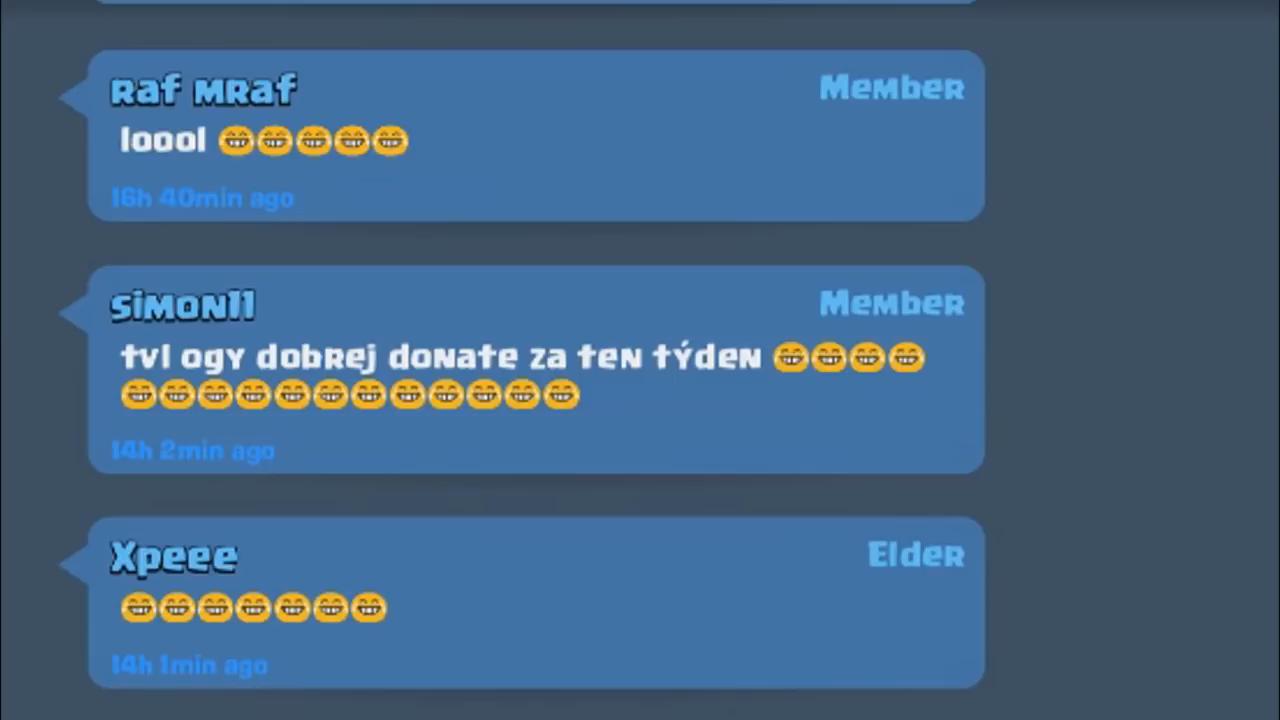 Raf MRaf
Member
loool 😁😁😁😁😁
16h 40min ago
SiMON11
Member
tvl ogy dobrej donate za ten týden 😁😁😁😁
😁😁😁😁😁😁😁😁😁😁😁😁
14h 2min ago
Xpeee
Elder
😁😁😁😁😁😁😁
14h 1min ago